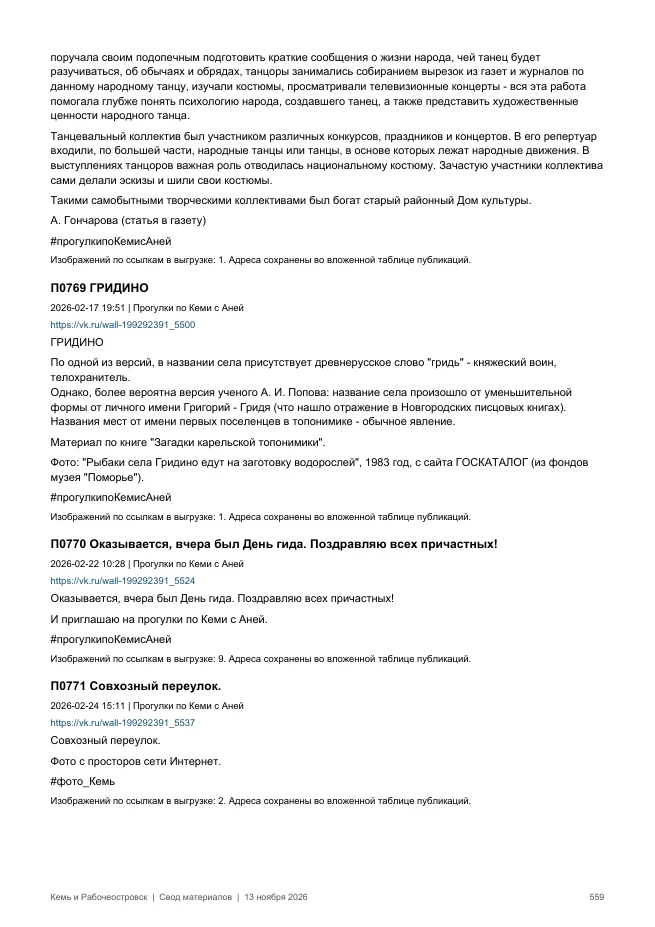 поручала своим подопечным подготовить краткие сообщения о жизни народа, чей танец будет
разучиваться, об обычаях и обрядах, танцоры занимались собиранием вырезок из газет и журналов по
данному народному танцу, изучали костюмы, просматривали телевизионные концерты - вся эта работа
помогала глубже понять психологию народа, создавшего танец, а также представить художественные
ценности народного танца.
Танцевальный коллектив был участником различных конкурсов, праздников и концертов. В его репертуар
входили, по большей части, народные танцы или танцы, в основе которых лежат народные движения. В
выступлениях танцоров важная роль отводилась национальному костюму. Зачастую участники коллектива
сами делали эскизы и шили свои костюмы.
Такими самобытными творческими коллективами был богат старый районный Дом культуры.
А. Гончарова (статья в газету)
#прогулкипоКемисАней
Изображений по ссылкам в выгрузке: 1. Адреса сохранены во вложенной таблице публикаций.
П0769 ГРИДИНО
2026-02-17 19:51 | Прогулки по Кеми с Аней
https://vk.ru/wall-199292391_5500
ГРИДИНО
По одной из версий, в названии села присутствует древнерусское слово "гридь" - княжеский воин,
телохранитель.
Однако, более вероятна версия ученого А. И. Попова: название села произошло от уменьшительной
формы от личного имени Григорий - Гридя (что нашло отражение в Новгородских писцовых книгах).
Названия мест от имени первых поселенцев в топонимике - обычное явление.
Материал по книге "Загадки карельской топонимики".
Фото: "Рыбаки села Гридино едут на заготовку водорослей", 1983 год, с сайта ГОСКАТАЛОГ (из фондов
музея "Поморье").
#прогулкипоКемисАней
Изображений по ссылкам в выгрузке: 1. Адреса сохранены во вложенной таблице публикаций.
П0770 Оказывается, вчера был День гида. Поздравляю всех причастных!
2026-02-22 10:28 | Прогулки по Кеми с Аней
https://vk.ru/wall-199292391_5524
Оказывается, вчера был День гида. Поздравляю всех причастных!
И приглашаю на прогулки по Кеми с Аней.
#прогулкипоКемисАней
Изображений по ссылкам в выгрузке: 9. Адреса сохранены во вложенной таблице публикаций.
П0771 Совхозный переулок.
2026-02-24 15:11 | Прогулки по Кеми с Аней
https://vk.ru/wall-199292391_5537
Совхозный переулок.
Фото с просторов сети Интернет.
#фото_Кемь
Изображений по ссылкам в выгрузке: 2. Адреса сохранены во вложенной таблице публикаций.
Кемь и Рабочеостровск | Свод материалов | 13 ноября 2026
559